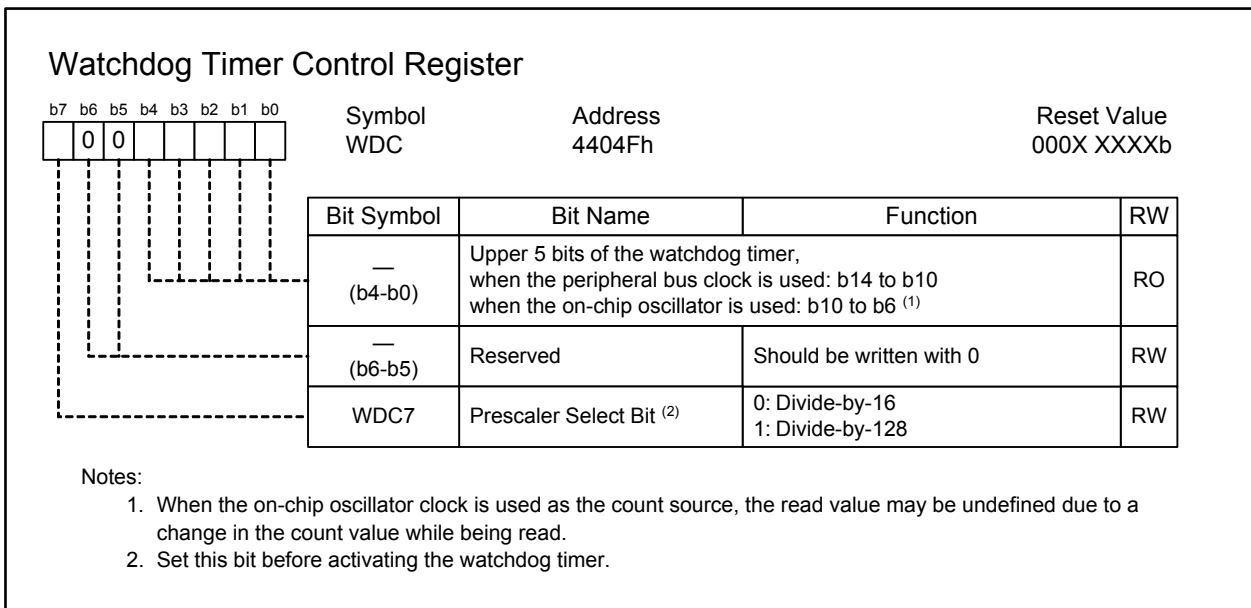 Watchdog Timer Control Register
b7 b6 b5 b4 b3 b2 b1 b0
0 0
Symbol Address Reset Value
WDC 4404Fh 000X XXXXb
Bit Symbol Bit Name Function RW
—
(b4-b0)
Upper 5 bits of the watchdog timer,
when the peripheral bus clock is used: b14 to b10
when the on-chip oscillator is used: b10 to b6 (1)
RO
—
(b6-b5)
Reserved Should be written with 0 RW
WDC7 Prescaler Select Bit (2)
0: Divide-by-16
1: Divide-by-128
RW
Notes:
1. When the on-chip oscillator clock is used as the count source, the read value may be undefined due to a
change in the count value while being read.
2. Set this bit before activating the watchdog timer.